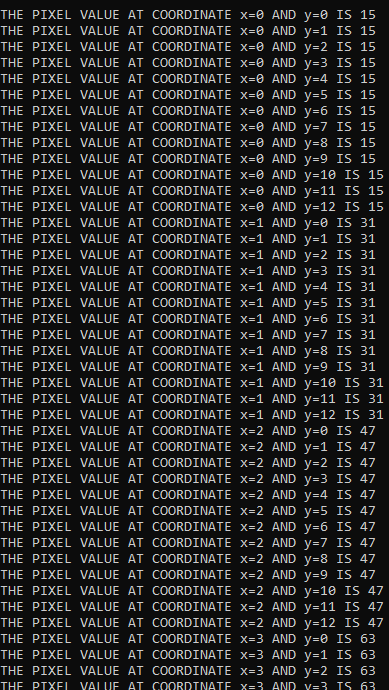 THE PIXEL VALUE AT COORDINATE x=0 AND y=0 IS 15
THE PIXEL VALUE AT COORDINATE x=0 AND y=1 IS 15
THE PIXEL VALUE AT COORDINATE x=0 AND y=2 IS 15
THE PIXEL VALUE AT COORDINATE x=0 AND y=3 IS 15
THE PIXEL VALUE AT COORDINATE x=0 AND y=4 IS 15
THE PIXEL VALUE AT COORDINATE x=0 AND y=5 IS 15
THE PIXEL VALUE AT COORDINATE x=0 AND y=6 IS 15
THE PIXEL VALUE AT COORDINATE x=0 AND y=7 IS 15
THE PIXEL VALUE AT COORDINATE x=0 AND y=8 IS 15
THE PIXEL VALUE AT COORDINATE x=0 AND y=9 IS 15
THE PIXEL VALUE AT COORDINATE x=0 AND y=10 IS 15
THE PIXEL VALUE AT COORDINATE x=0 AND y=11 IS 15
THE PIXEL VALUE AT COORDINATE x=0 AND y=12 IS 15
THE PIXEL VALUE AT COORDINATE x=1 AND y=0 IS 31
THE PIXEL VALUE AT COORDINATE x=1 AND y=1 IS 31
THE PIXEL VALUE AT COORDINATE x=1 AND y=2 IS 31
THE PIXEL VALUE AT COORDINATE x=1 AND y=3 IS 31
THE PIXEL VALUE AT COORDINATE x=1 AND y=4 IS 31
THE PIXEL VALUE AT COORDINATE x=1 AND y=5 IS 31
THE PIXEL VALUE AT COORDINATE x=1 AND y=6 IS 31
THE PIXEL VALUE AT COORDINATE x=1 AND y=7 IS 31
THE PIXEL VALUE AT COORDINATE x=1 AND y=8 IS 31
THE PIXEL VALUE AT COORDINATE x=1 AND y=9 IS 31
THE PIXEL VALUE AT COORDINATE x=1 AND y=10 IS 31
THE PIXEL VALUE AT COORDINATE x=1 AND y=11 IS 31
THE PIXEL VALUE AT COORDINATE x=1 AND y=12 IS 31
THE PIXEL VALUE AT COORDINATE x=2 AND y=0 IS 47
THE PIXEL VALUE AT COORDINATE x=2 AND y=1 IS 47
THE PIXEL VALUE AT COORDINATE x=2 AND y=2 IS 47
THE PIXEL VALUE AT COORDINATE x=2 AND y=3 IS 47
THE PIXEL VALUE AT COORDINATE x=2 AND y=4 IS 47
THE PIXEL VALUE AT COORDINATE x=2 AND y=5 IS 47
THE PIXEL VALUE AT COORDINATE x=2 AND y=6 IS 47
THE PIXEL VALUE AT COORDINATE x=2 AND y=7 IS 47
THE PIXEL VALUE AT COORDINATE x=2 AND y=8 IS 47
THE PIXEL VALUE AT COORDINATE x=2 AND y=9 IS 47
THE PIXEL VALUE AT COORDINATE x=2 AND y=10 IS 47
THE PIXEL VALUE AT COORDINATE x=2 AND y=11 IS 47
THE PIXEL VALUE AT COORDINATE x=2 AND y=12 IS 47
THE PIXEL VALUE AT COORDINATE x=3 AND y=0 IS 63
THE PIXEL VALUE AT COORDINATE x=3 AND y=1 IS 63
THE PIXEL VALUE AT COORDINATE x=3 AND y=2 IS 63
THE PIXEL VALUE AT COORDINATE x=3 AND y=3 IS 63